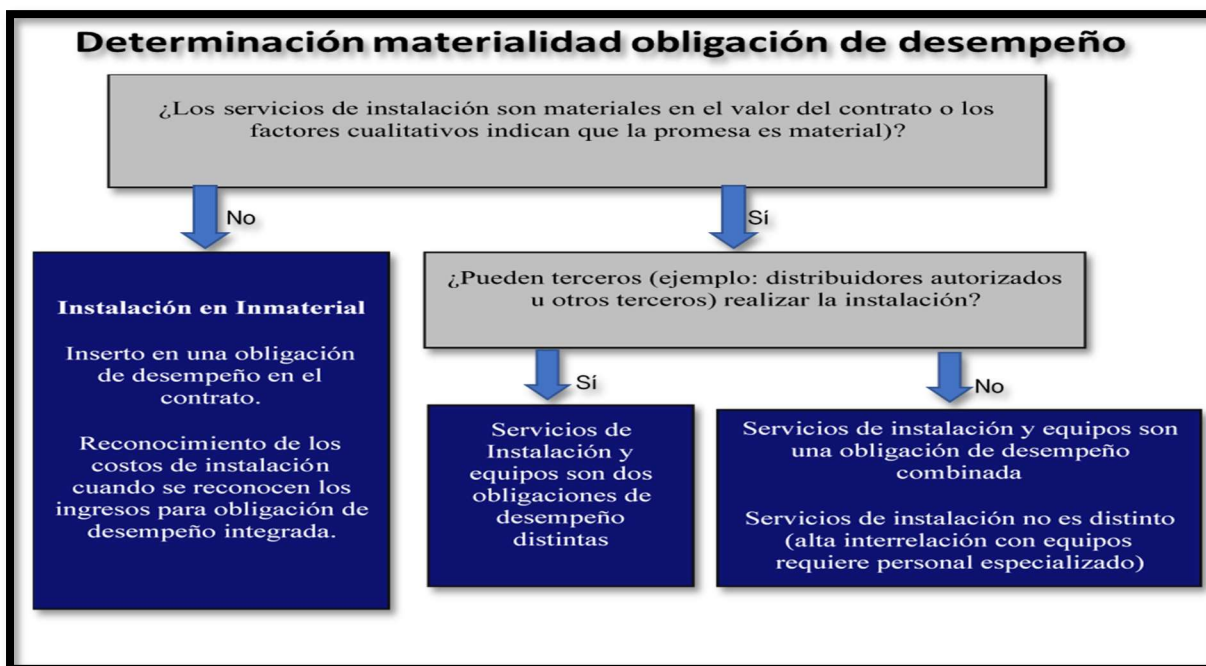 Determinación materialidad obligación de desempeño
¿Los servicios de instalación son materiales en el valor del contrato o los
factores cualitativos indican que la promesa es material)?
No
Sí
Instalación en Inmaterial
Inserto en una obligación
de desempeño en el
contrato.
Reconocimiento de los
costos de instalación
cuando se reconocen los
ingresos para obligación de
desempeño integrada.
¿Pueden terceros (ejemplo: distribuidores autorizados
u otros terceros) realizar la instalación?
Sí
No
Servicios de
Instalación y
equipos son dos
obligaciones de
desempeño
distintas
Servicios de instalación y equipos son
una obligación de desempeño
combinada
Servicios de instalación no es distinto
(alta interrelación con equipos
requiere personal especializado)